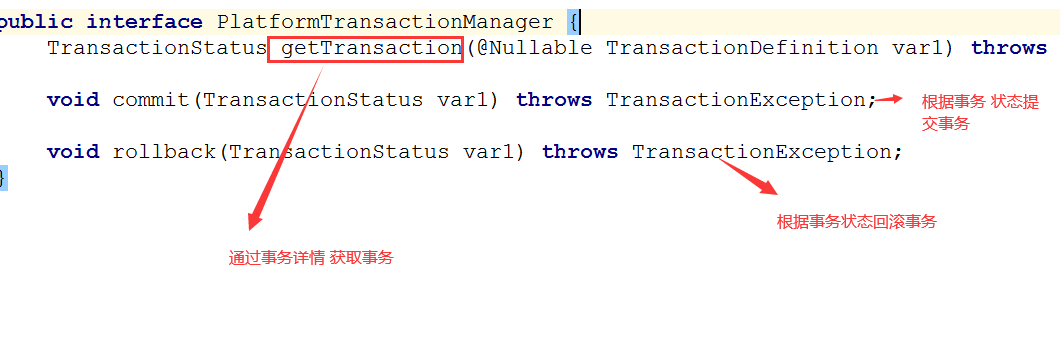 public interface PlatformTransactionManager {
TransactionStatus getTransaction(@Nullable TransactionDefinition var1) throws
void commit(TransactionStatus var1) throws TransactionException;
根据事务 状态提
交事务
void rollback(TransactionStatus var1) throws TransactionException;
}
根据事务状态回滚事务
通过事务详情 获取事务